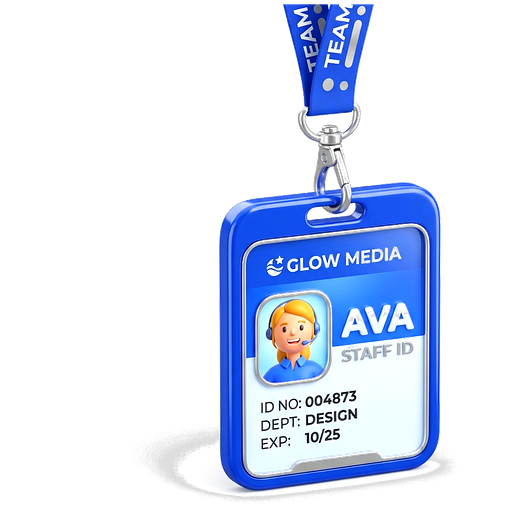 TEAM
TEAM
GLOW MEDIA
AVA
STAFF ID
ID NO: 004873
DEPT: DESIGN
EXP: 10/25